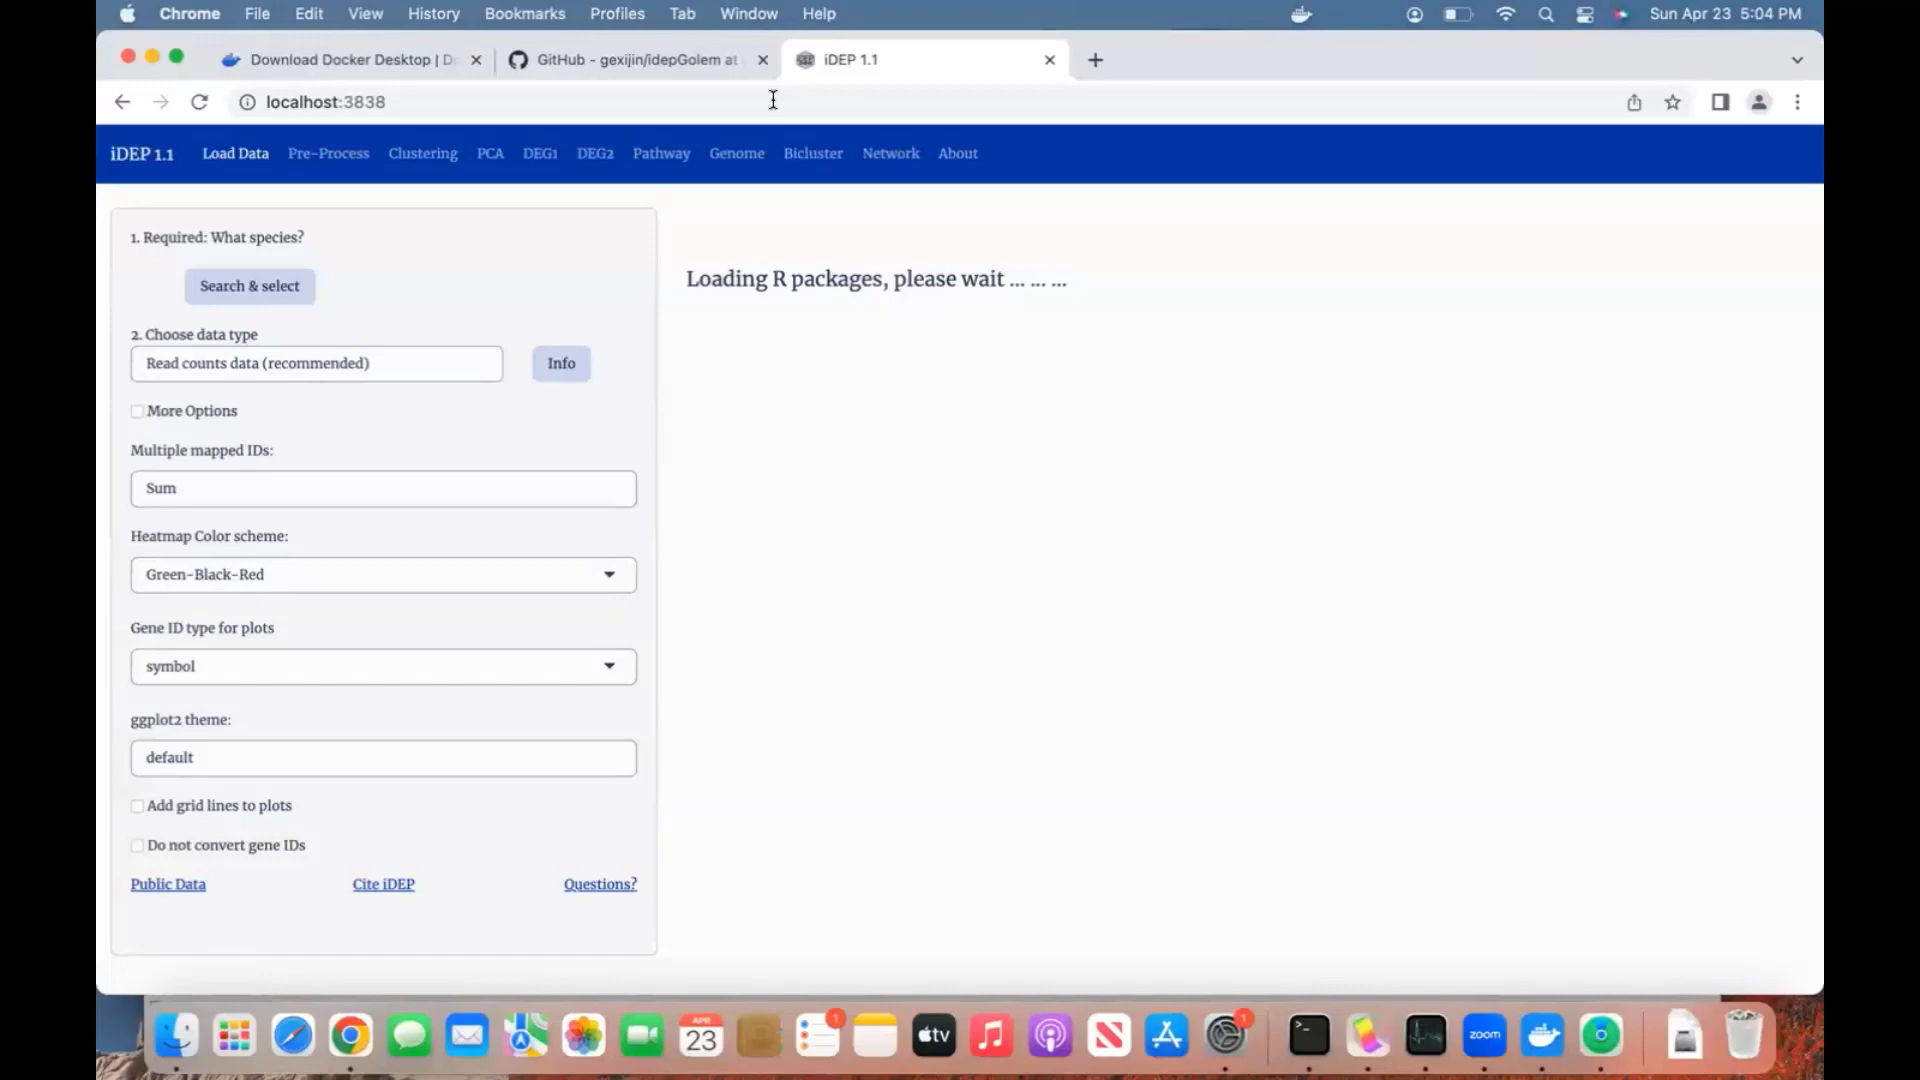 Chrome File Edit View History Bookmarks Profiles Tab Window Help Sun Apr 23 5:04 PM
Download Docker Desktop | GitHub - gexijin/idepGolem at iDEP 1.1
localhost:3838
iDEP 1.1 Load Data Pre-Process Clustering PCA DEG1 DEG2 Pathway Genome Bicluster Network About
1. Required: What species?
Search & select
Loading R packages, please wait ... ... ...
2. Choose data type
Read counts data (recommended) Info
More Options
Multiple mapped IDs:
Sum
Heatmap Color scheme:
Green-Black-Red
Gene ID type for plots
symbol
ggplot2 theme:
default
Add grid lines to plots
Do not convert gene IDs
Public Data Cite iDEP Questions?
APR
23
1
tv
zoom
1